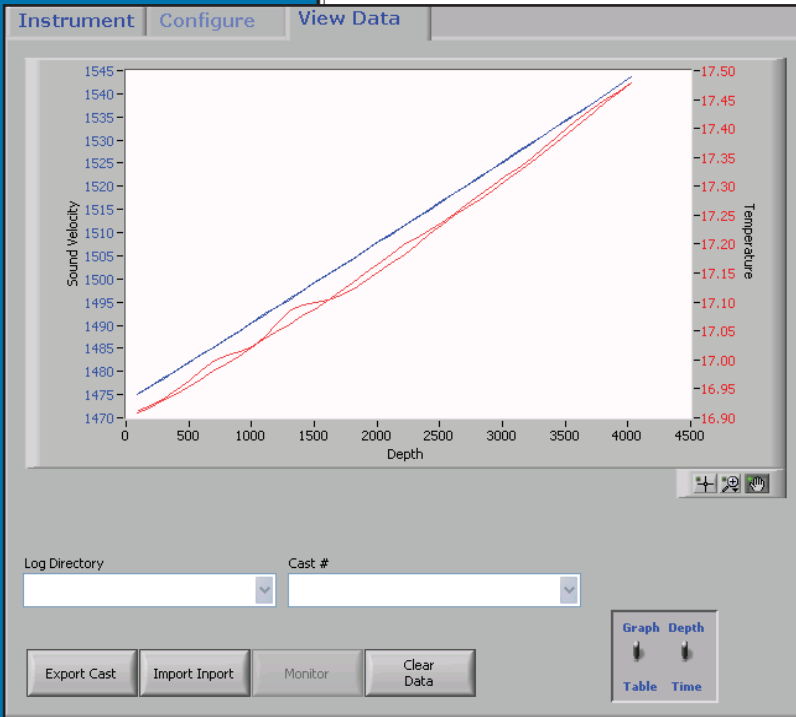 Instrument Configure View Data
1545
1540
1535
1530
1525
1520
1515
1510
1505
1500
1495
1490
1485
1480
1475
1470
Sound Velocity
17.50
17.45
17.40
17.35
17.30
17.25
17.20
17.15
17.10
17.05
17.00
16.95
16.90
Temperature
0 500 1000 1500 2000 2500 3000 3500 4000 4500
Depth
Log Directory Cast #
Graph Depth
Table Time
Export Cast Import Inport Monitor Clear
Data